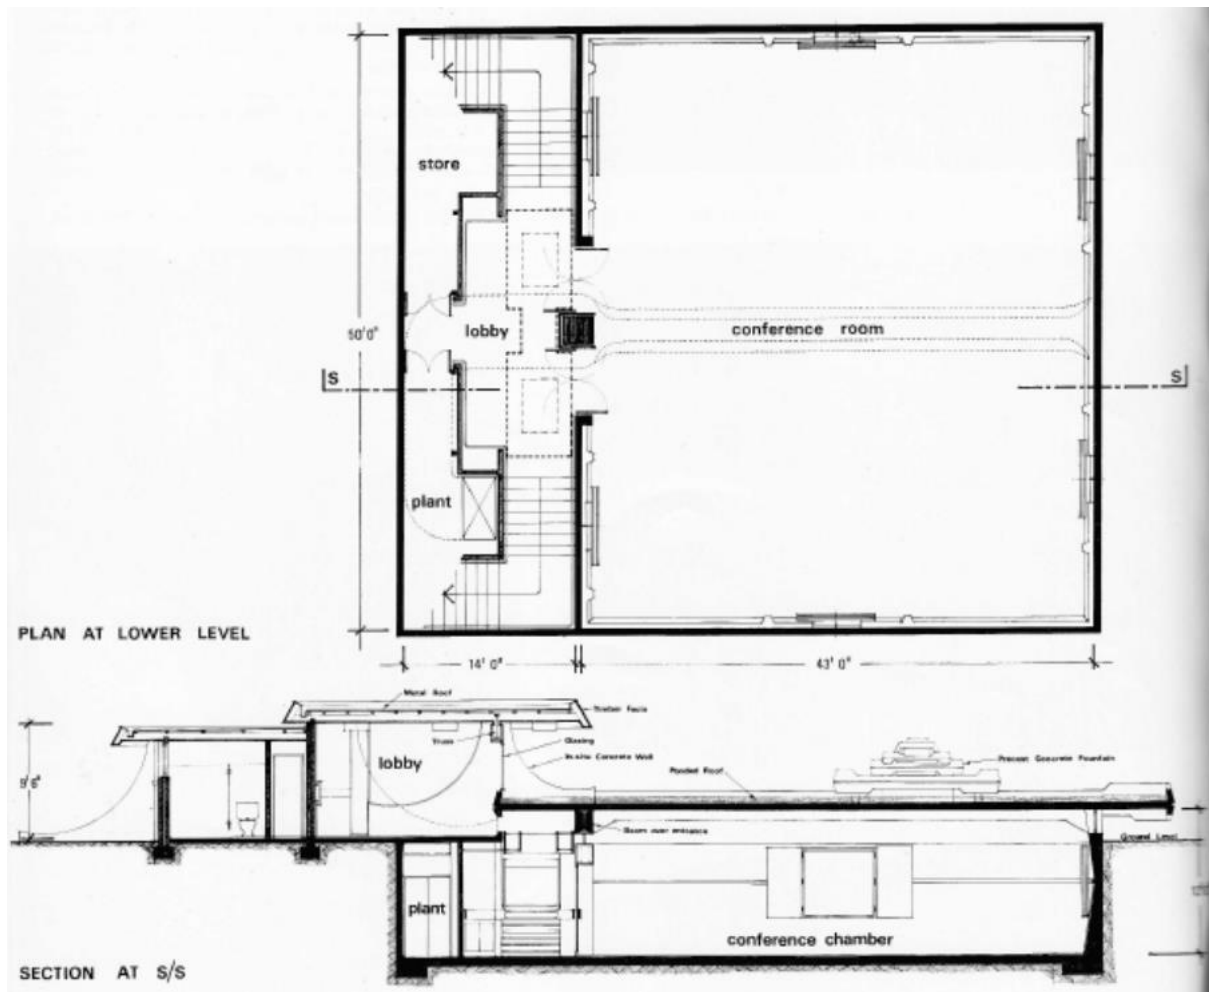 store
50'0"
lobby
conference room
S
S
plant
PLAN AT LOWER LEVEL
14'0"
43'0"
Metal Roof
Timber Facia
Truss
Glazing
In-situ Concrete Wall
lobby
Precast Concrete Fountain
Ponded Roof
9'6"
Beam over entrance
Ground Level
plant
conference chamber
SECTION AT S/S